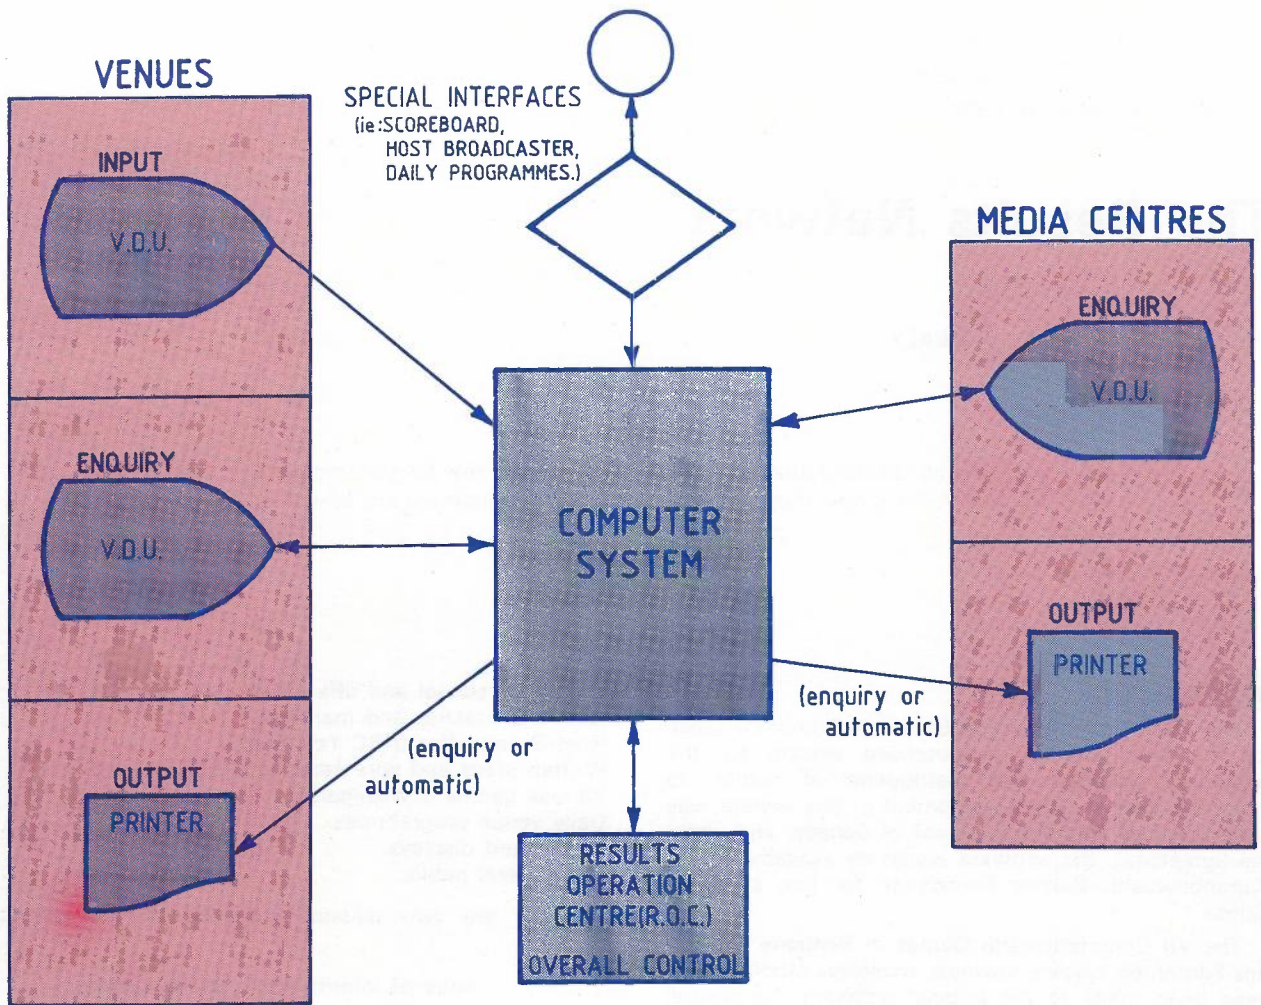 VENUES
INPUT
V.D.U.
ENQUIRY
V.D.U.
OUTPUT
PRINTER
SPECIAL INTERFACES
(ie:SCOREBOARD,
HOST BROADCASTER,
DAILY PROGRAMMES.)
COMPUTER
SYSTEM
(enquiry or
automatic)
RESULTS
OPERATION
CENTRE(R.O.C.)
OVERALL CONTROL
(enquiry or
automatic)
MEDIA CENTRES
ENQUIRY
V.D.U.
OUTPUT
PRINTER